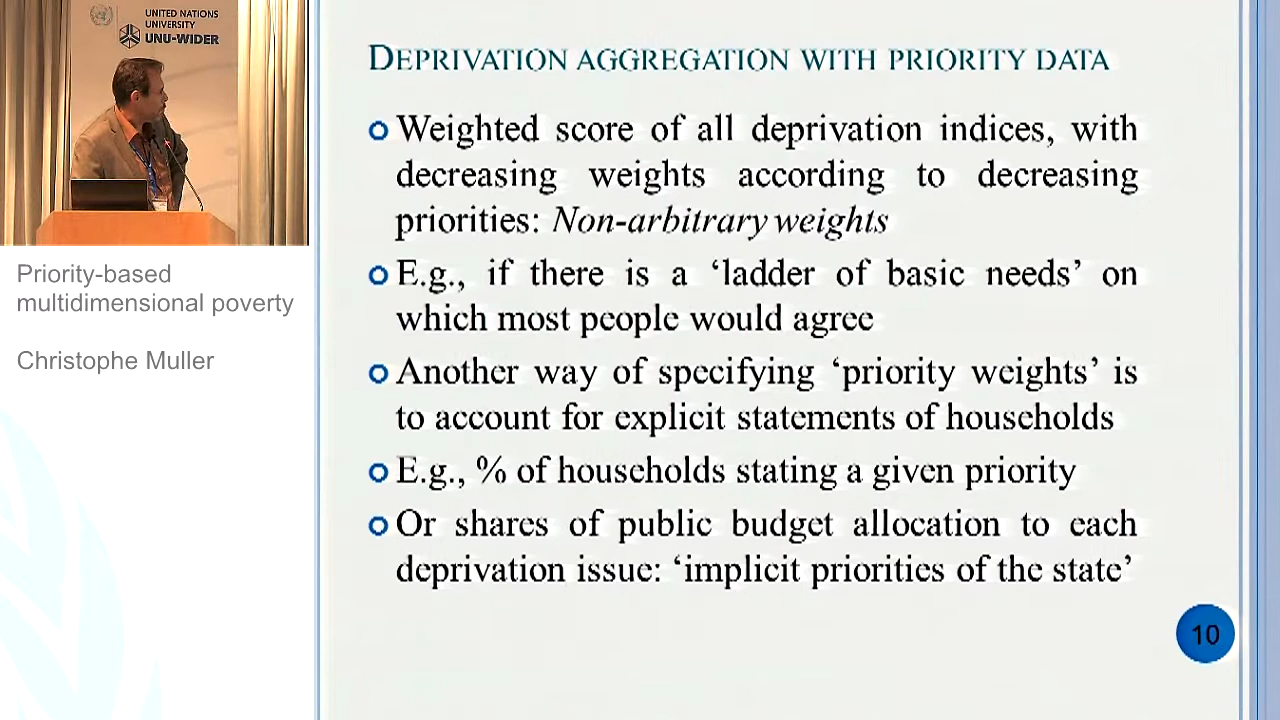 UNITED NATIONS
UNIVERSITY
UNU-WIDER
Priority-based
multidimensional poverty
Christophe Muller
DEPRIVATION AGGREGATION WITH PRIORITY DATA
Weighted score of all deprivation indices, with
decreasing weights according to decreasing
priorities: Non-arbitrary weights
E.g., if there is a ‘ladder of basic needs’ on
which most people would agree
Another way of specifying ‘priority weights’ is
to account for explicit statements of households
E.g., % of households stating a given priority
Or shares of public budget allocation to each
deprivation issue: ‘implicit priorities of the state’
10